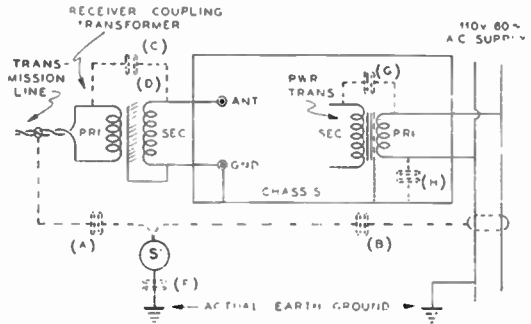 RECEIVER COUPLING
TRANSFORMER
TRANS
MISSION
LINE
(C)
(D)
PRI
SEC
ANT
GND
CHASSIS
PWR
TRANS
SEC
PRI
(G)
(H)
110V 60~
A.C SUPPLY
(A)
(B)
S
(F)
ACTUAL EARTH GROUND